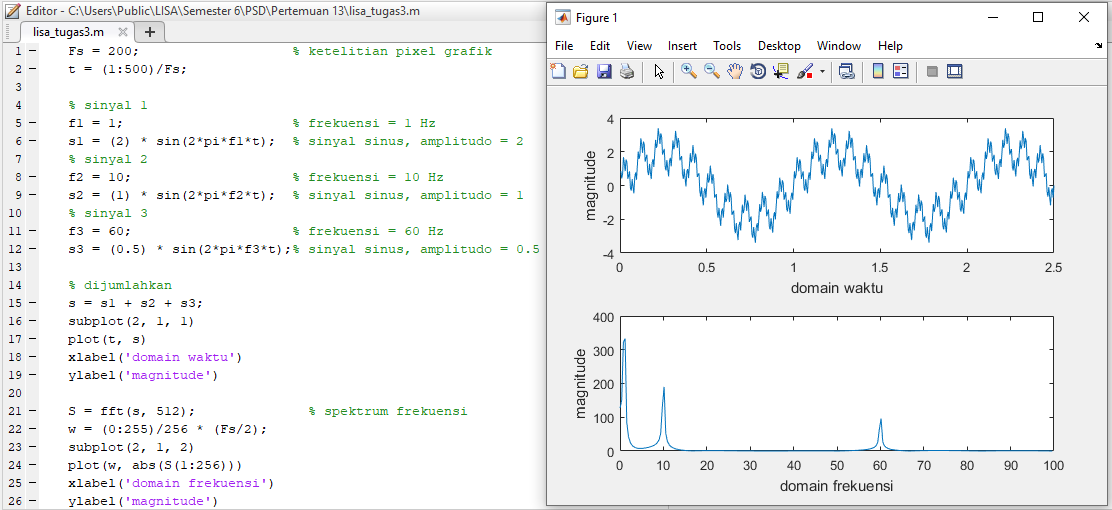 Editor - C:\Users\Public\LISA\Semester 6\PSD\Pertemuan 13\lisa_tugas3.m
lisa_tugas3.m
1 Fs = 200; % ketelitian pixel grafik
2 t = (1:500)/Fs;
3
4 % sinyal 1
5 f1 = 1; % frekuensi = 1 Hz
6 s1 = (2) * sin(2*pi*f1*t); % sinyal sinus, amplitudo = 2
7 % sinyal 2
8 f2 = 10; % frekuensi = 10 Hz
9 s2 = (1) * sin(2*pi*f2*t); % sinyal sinus, amplitudo = 1
10 % sinyal 3
11 f3 = 60; % frekuensi = 60 Hz
12 s3 = (0.5) * sin(2*pi*f3*t);% sinyal sinus, amplitudo = 0.5
13
14 % dijumlahkan
15 s = s1 + s2 + s3;
16 subplot(2, 1, 1)
17 plot(t, s)
18 xlabel('domain waktu')
19 ylabel('magnitude')
20
21 S = fft(s, 512); % spektrum frekuensi
22 w = (0:255)/256 * (Fs/2);
23 subplot(2, 1, 2)
24 plot(w, abs(S(1:256)))
25 xlabel('domain frekuensi')
26 ylabel('magnitude')
Figure 1
File Edit View Insert Tools Desktop Window Help
4
2
0
-2
-4
magnitude
0 0.5 1 1.5 2 2.5
domain waktu
400
300
200
100
0
magnitude
0 10 20 30 40 50 60 70 80 90 100
domain frekuensi